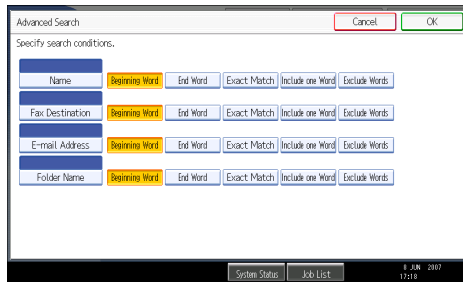 Advanced Search Cancel OK
Specify search conditions.
Name Beginning Word End Word Exact Match Include one Word Exclude Words
Fax Destination Beginning Word End Word Exact Match Include one Word Exclude Words
E-mail Address Beginning Word End Word Exact Match Include one Word Exclude Words
Folder Name Beginning Word End Word Exact Match Include one Word Exclude Words
System Status Job List JUN 2007
17:18